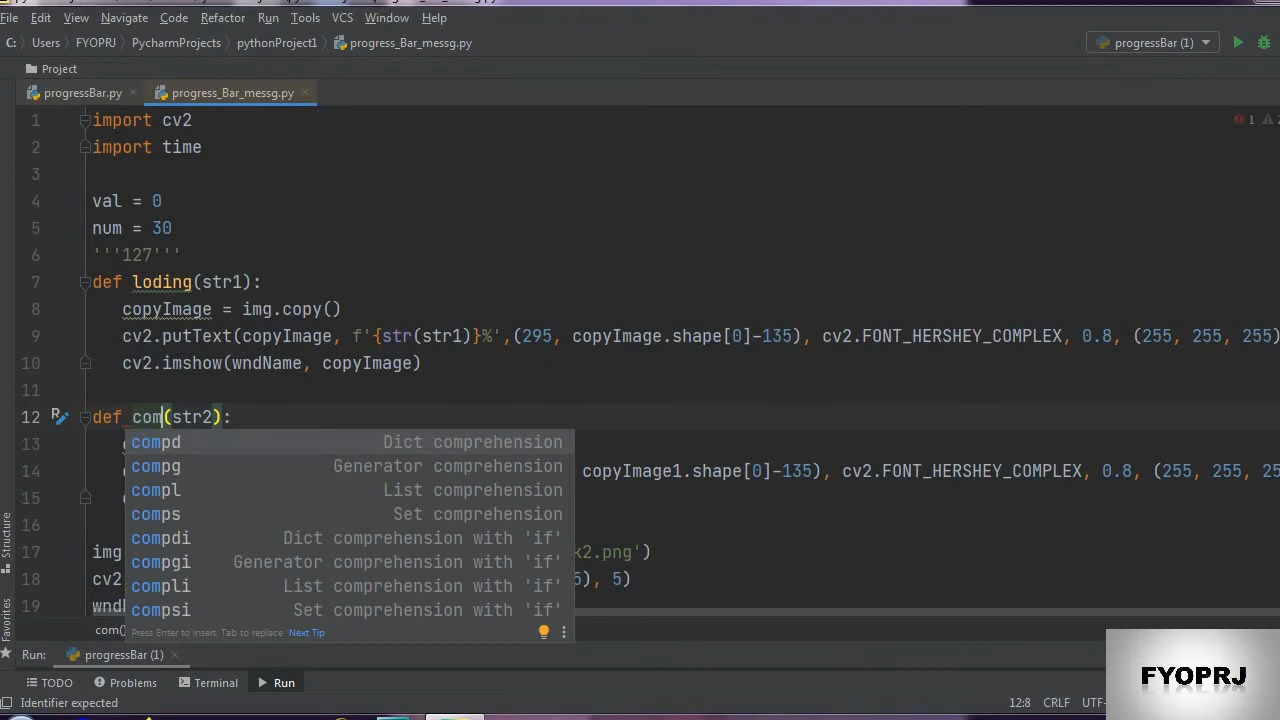 File Edit View Navigate Code Refactor Run Tools VCS Window Help
C: Users FYOPRJ PycharmProjects pythonProject1 progress_Bar_messg.py progressBar (1)
Project
progressBar.py progress_Bar_messg.py
1 import cv2 1
2 import time
3
4 val = 0
5 num = 30
6 '''127'''
7 def loding(str1):
8 copyImage = img.copy()
9 cv2.putText(copyImage, f'{str(str1)}%',(295, copyImage.shape[0]-135), cv2.FONT_HERSHEY_COMPLEX, 0.8, (255, 255, 255)
10 cv2.imshow(wndName, copyImage)
11
12 def com(str2):
13
compd Dict comprehension
compg Generator comprehension
14 copyImage1.shape[0]-135), cv2.FONT_HERSHEY_COMPLEX, 0.8, (255, 255,
compl List comprehension
15
comps Set comprehension
16
compdi Dict comprehension with 'if'
17 img k2.png')
compgi Generator comprehension with 'if'
18 cv2 5), 5)
compli List comprehension with 'if'
19
compsi Set comprehension with 'if'
com()
Press Enter to insert, Tab to replace Next Tip
Structure
Favorites
Run: progressBar (1)
TODO Problems Terminal Run
Identifier expected 12:8 CRLF UTF-
FYOPRJ